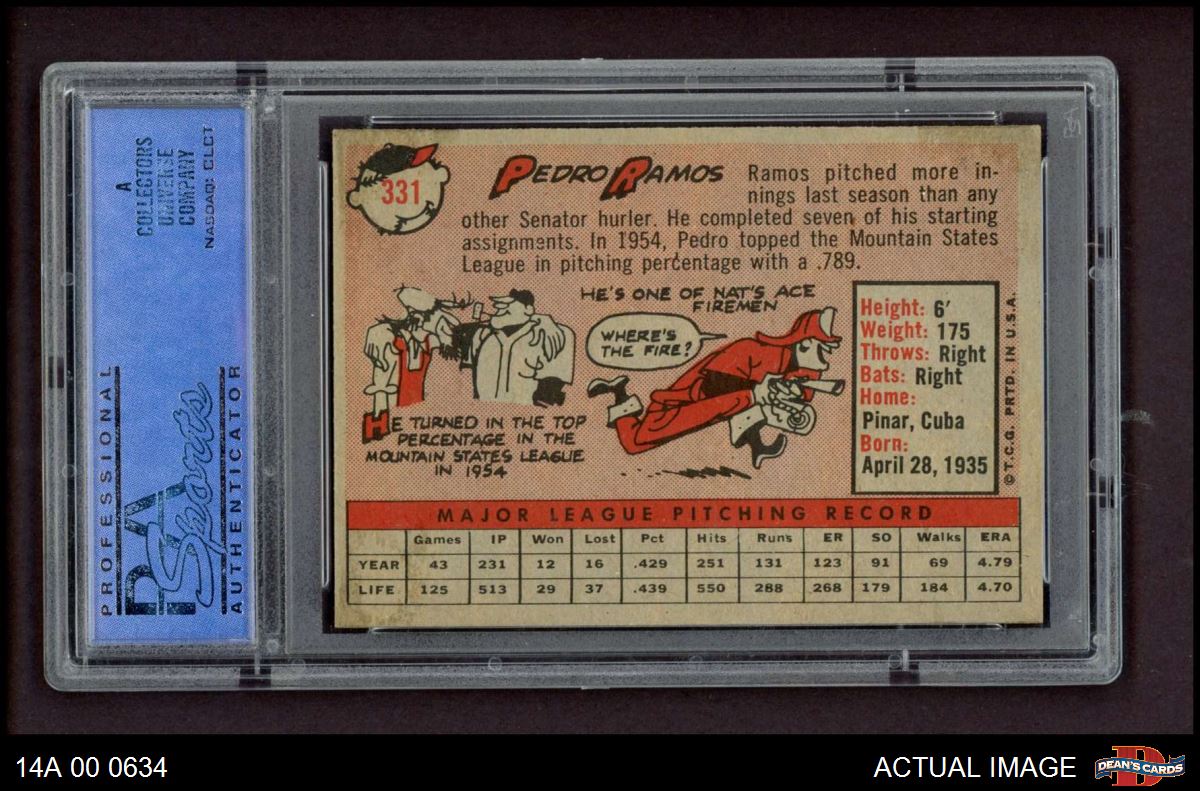 A
COLLECTORS
UNIVERSE
COMPANY
NASDAQ: CLCT
PROFESSIONAL
PSA
Sports
AUTHENTICATOR
331
PEDRO RAMOS
Ramos pitched more in-
nings last season than any
other Senator hurler. He completed seven of his starting
assignments. In 1954, Pedro topped the Mountain States
League in pitching percentage with a .789.
HE TURNED IN THE TOP
PERCENTAGE IN THE
MOUNTAIN STATES LEAGUE
IN 1954
HE'S ONE OF NAT'S ACE
FIREMEN
WHERE'S
THE FIRE?
Height: 6'
Weight: 175
Throws: Right
Bats: Right
Home:
Pinar, Cuba
Born:
April 28, 1935
© T.C.G. PRTD. IN U.S.A.
MAJOR LEAGUE PITCHING RECORD
Games IP Won Lost Pct Hits Runs ER SO Walks ERA
YEAR 43 231 12 16 .429 251 131 123 91 69 4.79
LIFE 125 513 29 37 .439 550 288 268 179 184 4.70
14A 00 0634
ACTUAL IMAGE
DEAN'S CARDS